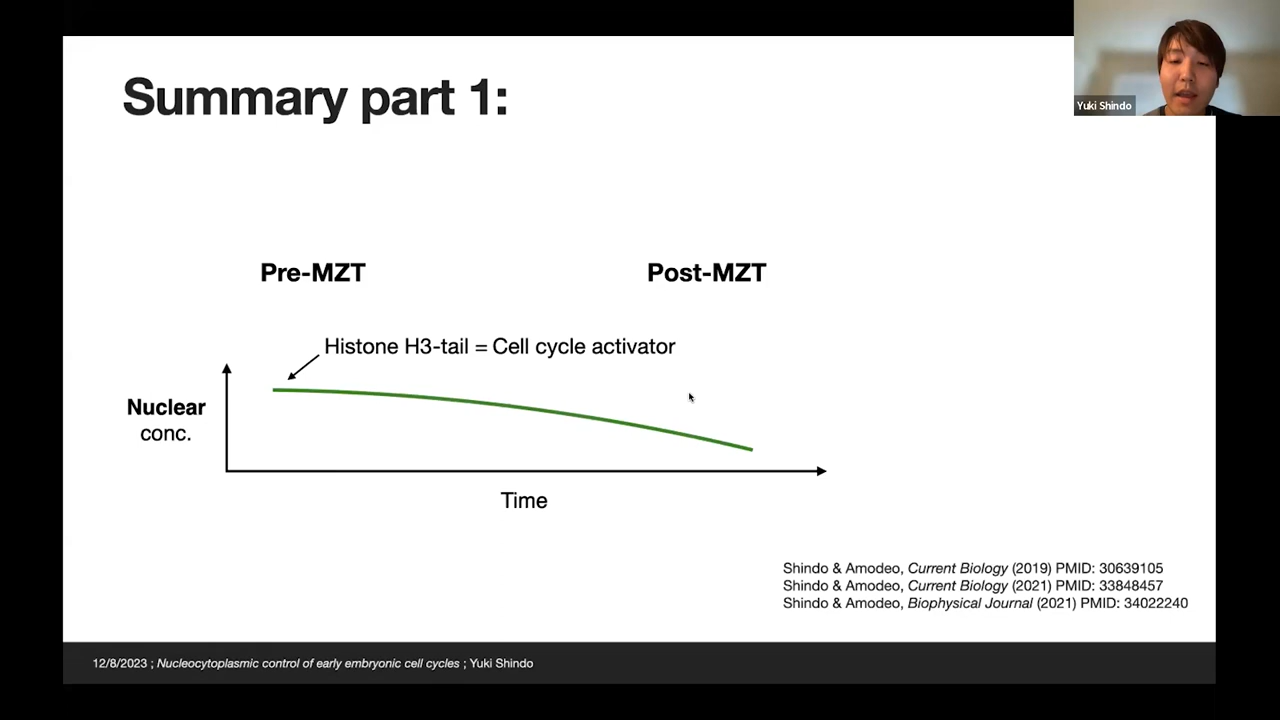 Summary part 1:
Yuki Shindo
Pre-MZT
Post-MZT
Histone H3-tail = Cell cycle activator
Nuclear
conc.
Time
Shindo & Amodeo, Current Biology (2019) PMID: 30639105
Shindo & Amodeo, Current Biology (2021) PMID: 33848457
Shindo & Amodeo, Biophysical Journal (2021) PMID: 34022240
12/8/2023 ; Nucleocytoplasmic control of early embryonic cell cycles ; Yuki Shindo